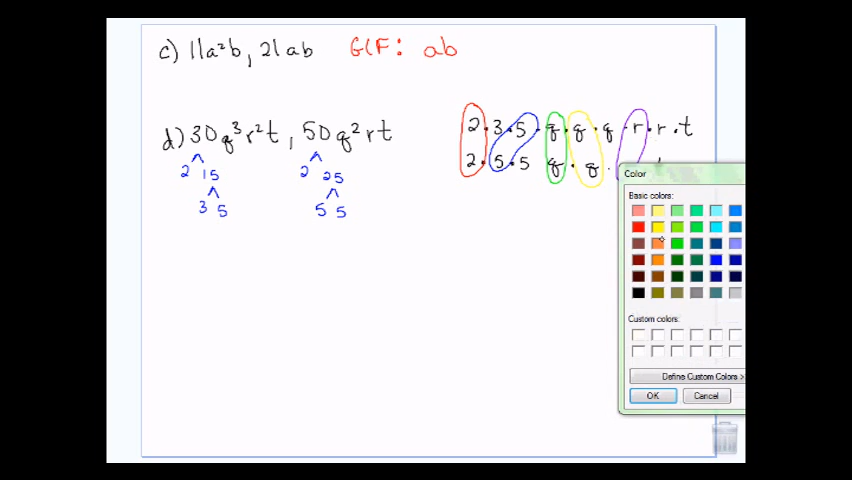 c) 11a²b, 21ab GCF: ab
d) 30q³r²t, 50q²rt
2·3·5·q·q·q·r·r·t
2·5·5 q·q·
2 15
2 25
3 5
5 5
Color
Basic colors:
Custom colors:
Define Custom Colors >
OK Cancel